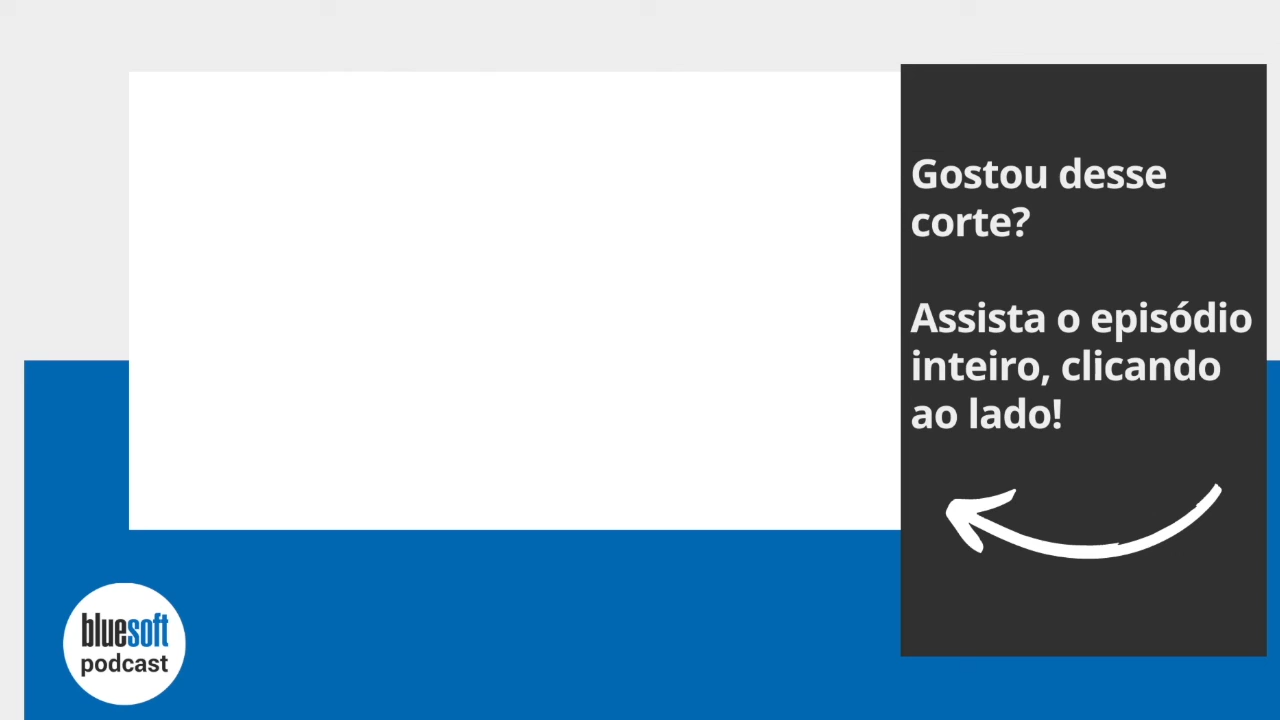 Gostou desse
corte?
Assista o episódio
inteiro, clicando
ao lado!
bluesoft
podcast